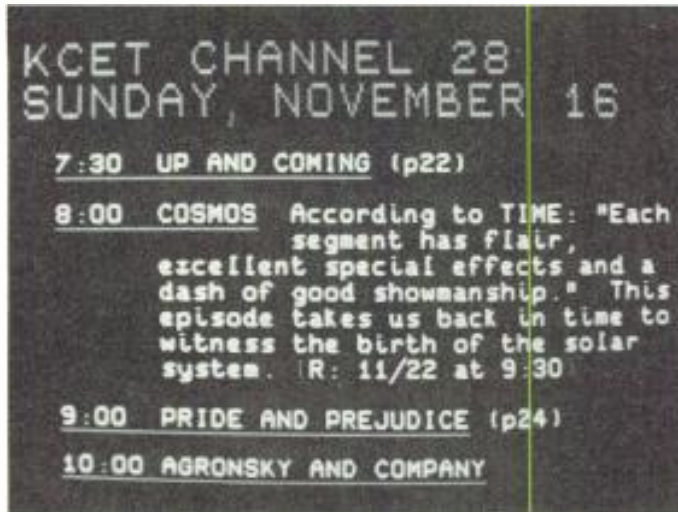 KCET CHANNEL 28
SUNDAY, NOVEMBER 16
7:30 UP AND COMING (p22)
8:00 COSMOS According to TIME: "Each
segment has flair,
excellent special effects and a
dash of good showmanship." This
episode takes us back in time to
witness the birth of the solar
system. R: 11/22 at 9:30
9:00 PRIDE AND PREJUDICE (p24)
10:00 AGRONSKY AND COMPANY